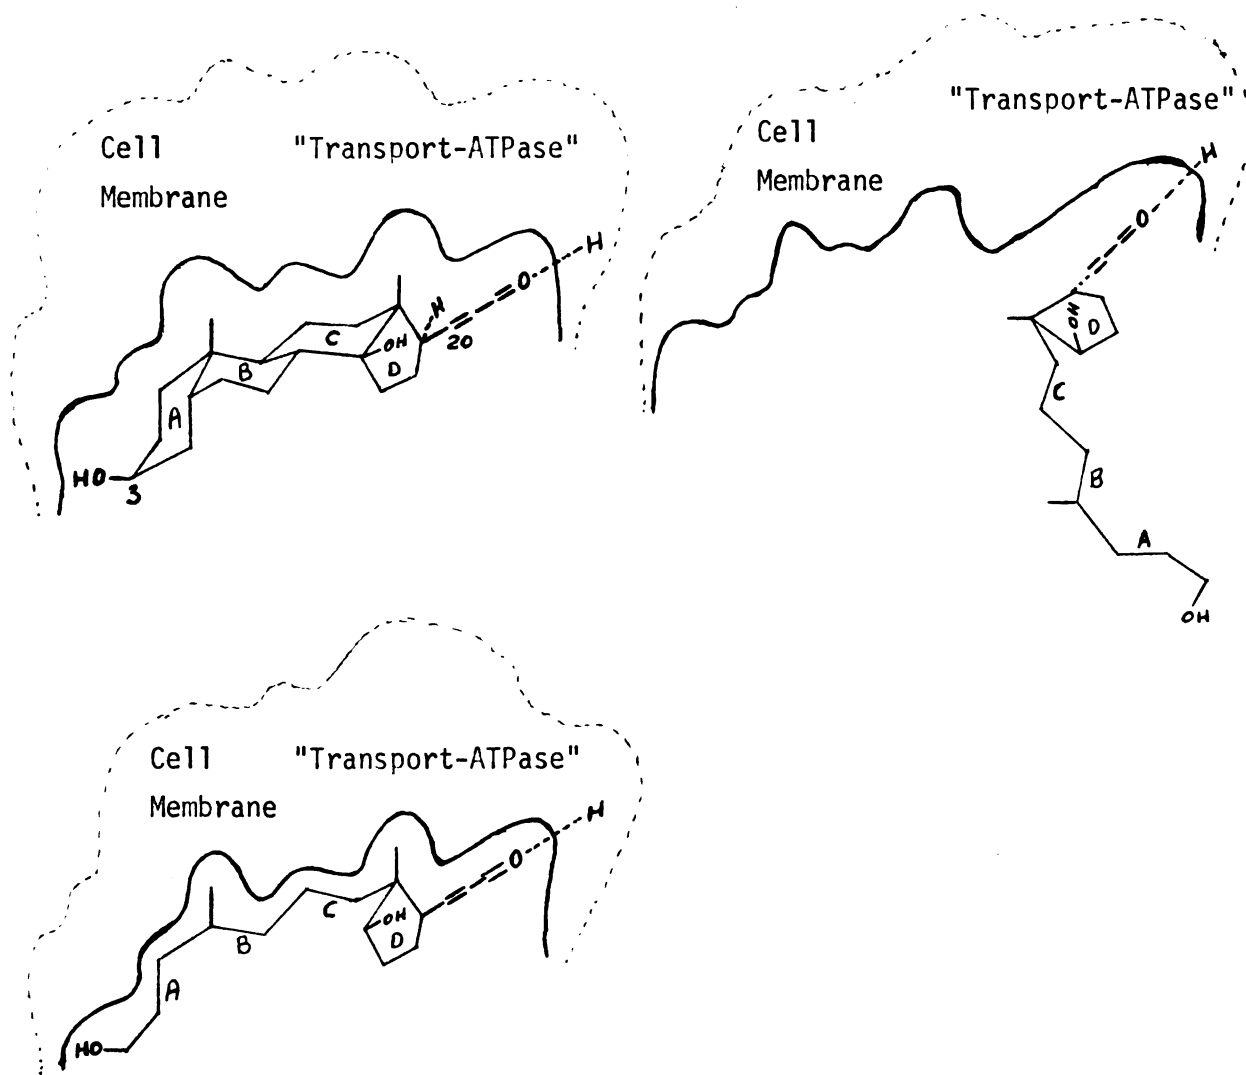 Cell "Transport-ATPase"
Membrane
H
O
H
C
OH
20
B
D
A
HO
3
"Transport-ATPase"
Cell
Membrane
H
O
OH
D
C
B
A
OH
Cell "Transport-ATPase"
Membrane
H
O
C
OH
B
D
A
HO